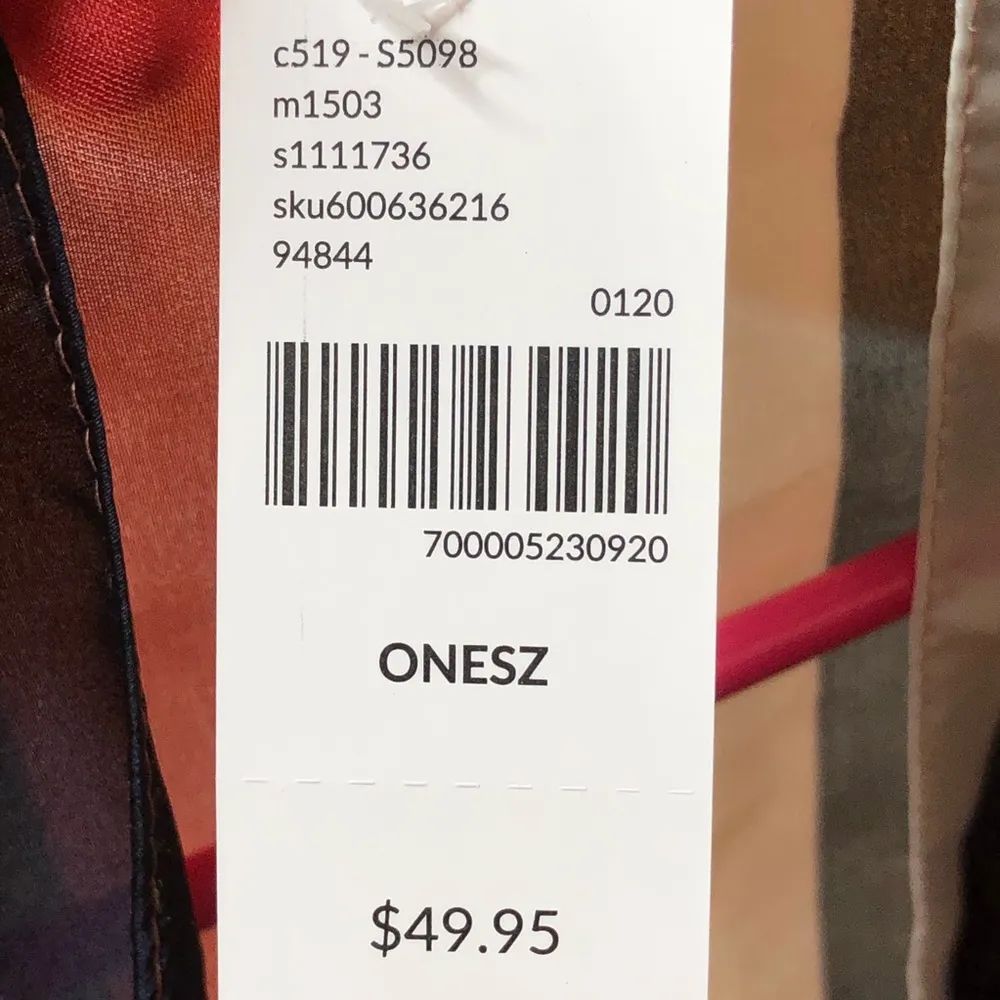 c519 - S5098
m1503
s1111736
sku600636216
94844
0120
700005230920
ONESZ
$49.95